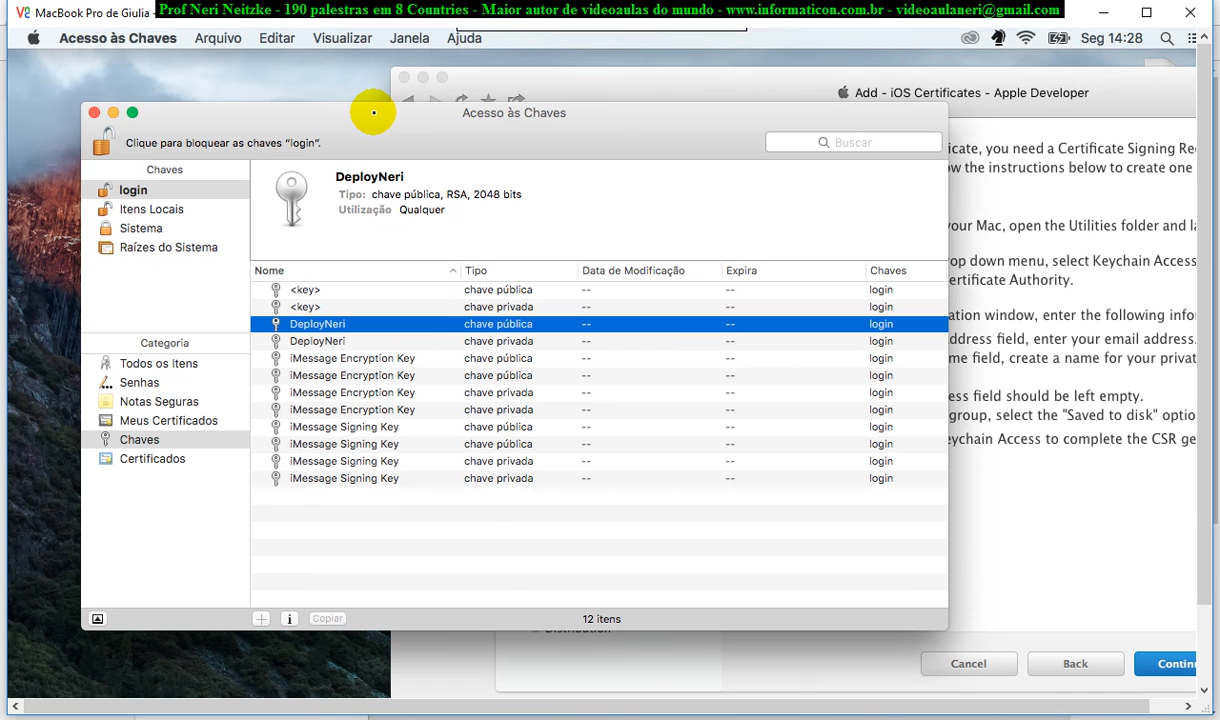 MacBook Pro de Giulia -
Prof Neri Neitzke - 190 palestras em 8 Countries - Maior autor de videoaulas do mundo - www.informaticon.com.br - videoaulaneri@gmail.com
Acesso às Chaves Arquivo Editar Visualizar Janela Ajuda Seg 14:28
Add - iOS Certificates - Apple Developer
Acesso às Chaves
Clique para bloquear as chaves “login”.
Buscar
Chaves
login
Itens Locais
Sistema
Raízes do Sistema
Categoria
Todos os Itens
Senhas
Notas Seguras
Meus Certificados
Chaves
Certificados
DeployNeri
Tipo: chave pública, RSA, 2048 bits
Utilização Qualquer
Nome Tipo Data de Modificação Expira Chaves
<key> chave pública -- -- login
<key> chave privada -- -- login
DeployNeri chave pública -- -- login
DeployNeri chave privada -- -- login
iMessage Encryption Key chave pública -- -- login
iMessage Encryption Key chave pública -- -- login
iMessage Encryption Key chave privada -- -- login
iMessage Encryption Key chave privada -- -- login
iMessage Signing Key chave pública -- -- login
iMessage Signing Key chave pública -- -- login
iMessage Signing Key chave privada -- -- login
iMessage Signing Key chave privada -- -- login
Copiar
12 itens
icate, you need a Certificate Signing Re
ow the instructions below to create one
your Mac, open the Utilities folder and la
rop down menu, select Keychain Access
ertificate Authority.
ation window, enter the following infor
ddress field, enter your email address.
me field, create a name for your privat
ess field should be left empty.
group, select the "Saved to disk" optio
eychain Access to complete the CSR ge
Distribution
Cancel Back Contin